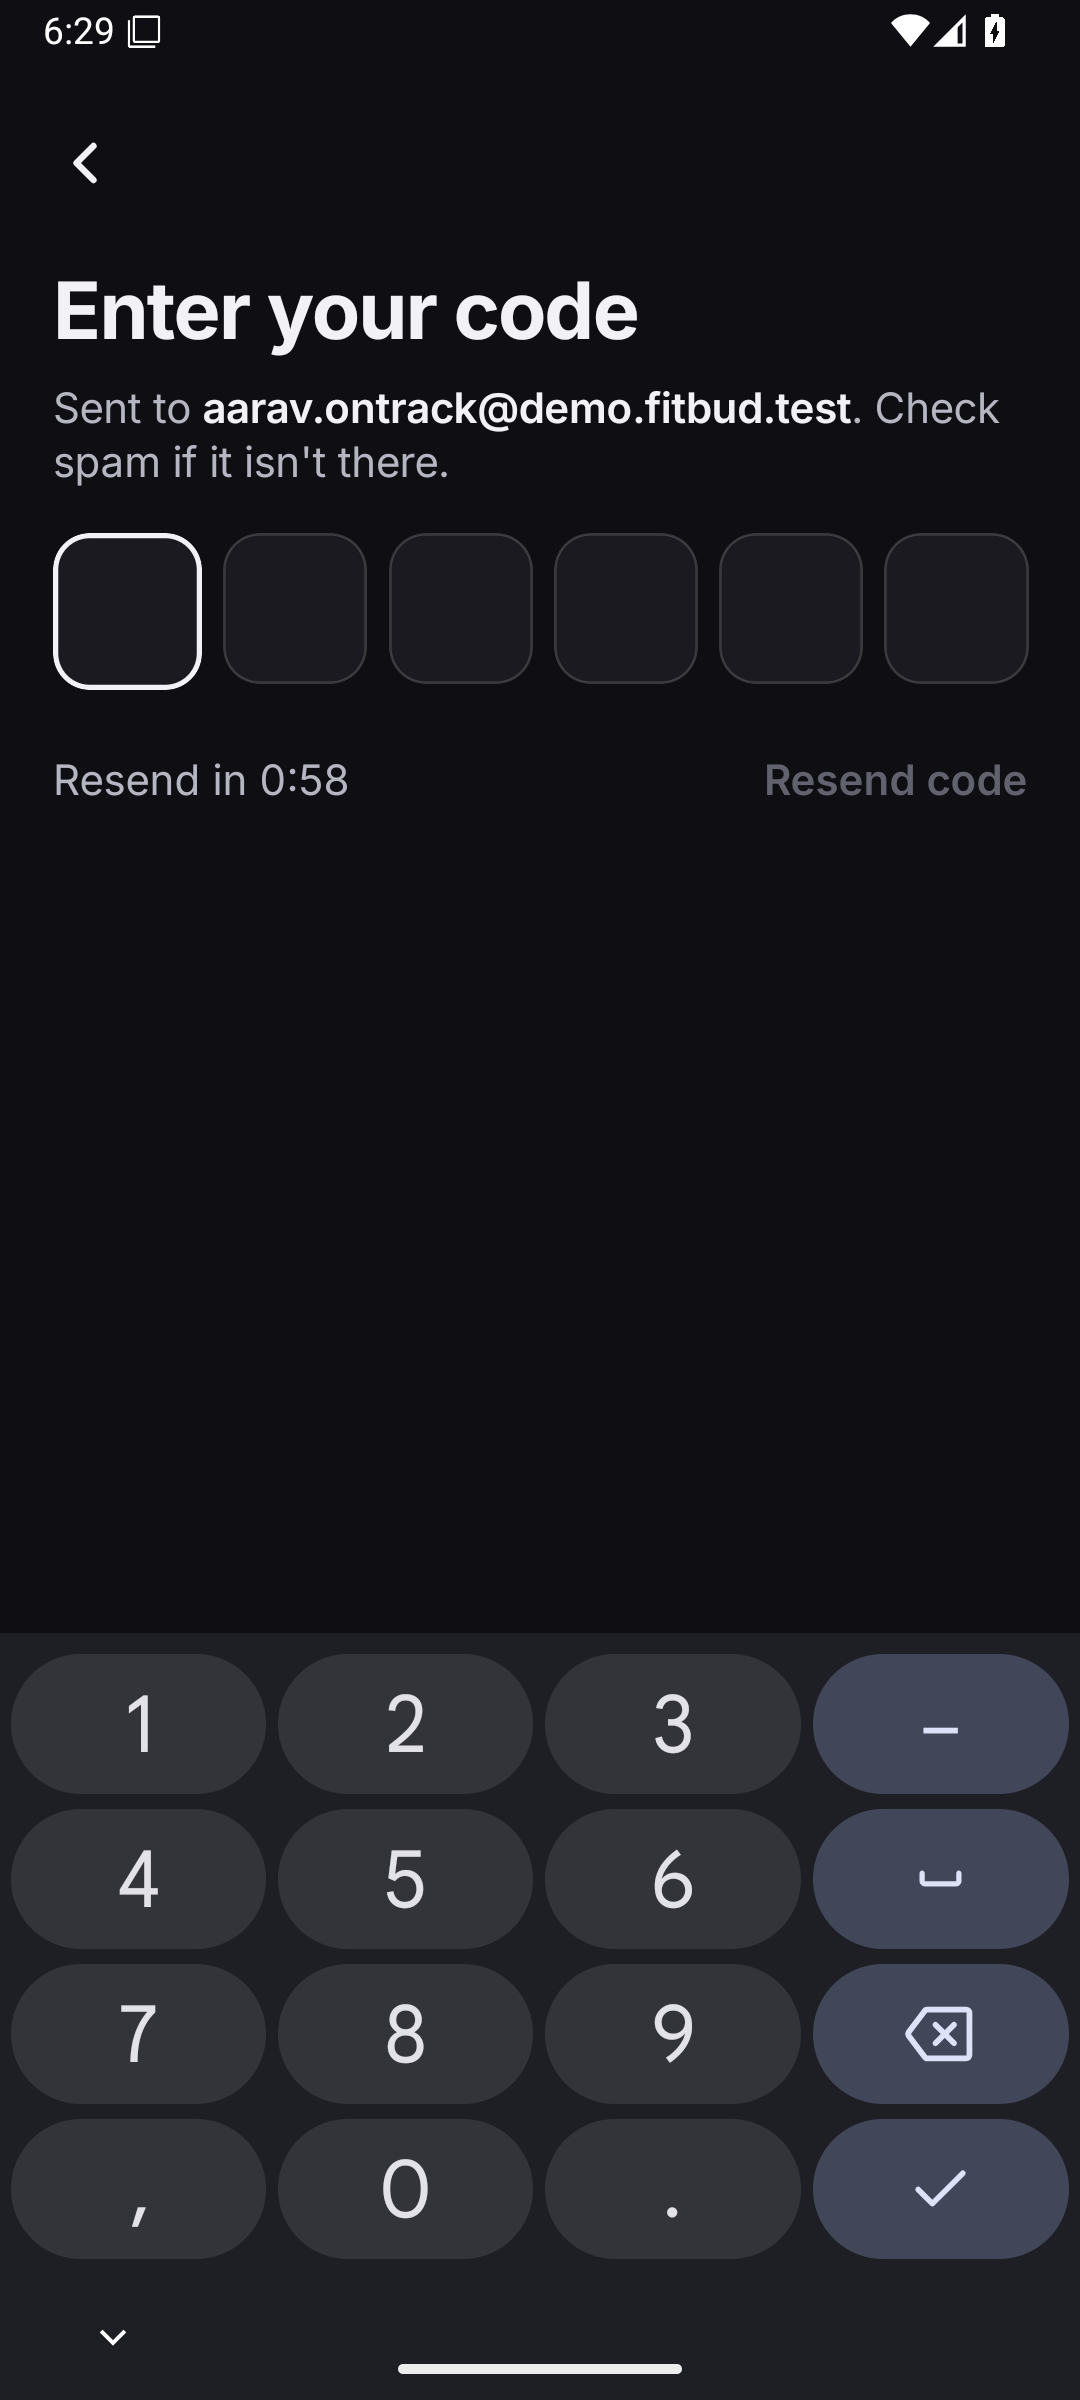 6:29
Enter your code
Sent to aarav.ontrack@demo.fitbud.test. Check
spam if it isn't there.
Resend in 0:58 Resend code
1 2 3 –
4 5 6
7 8 9
, 0 .